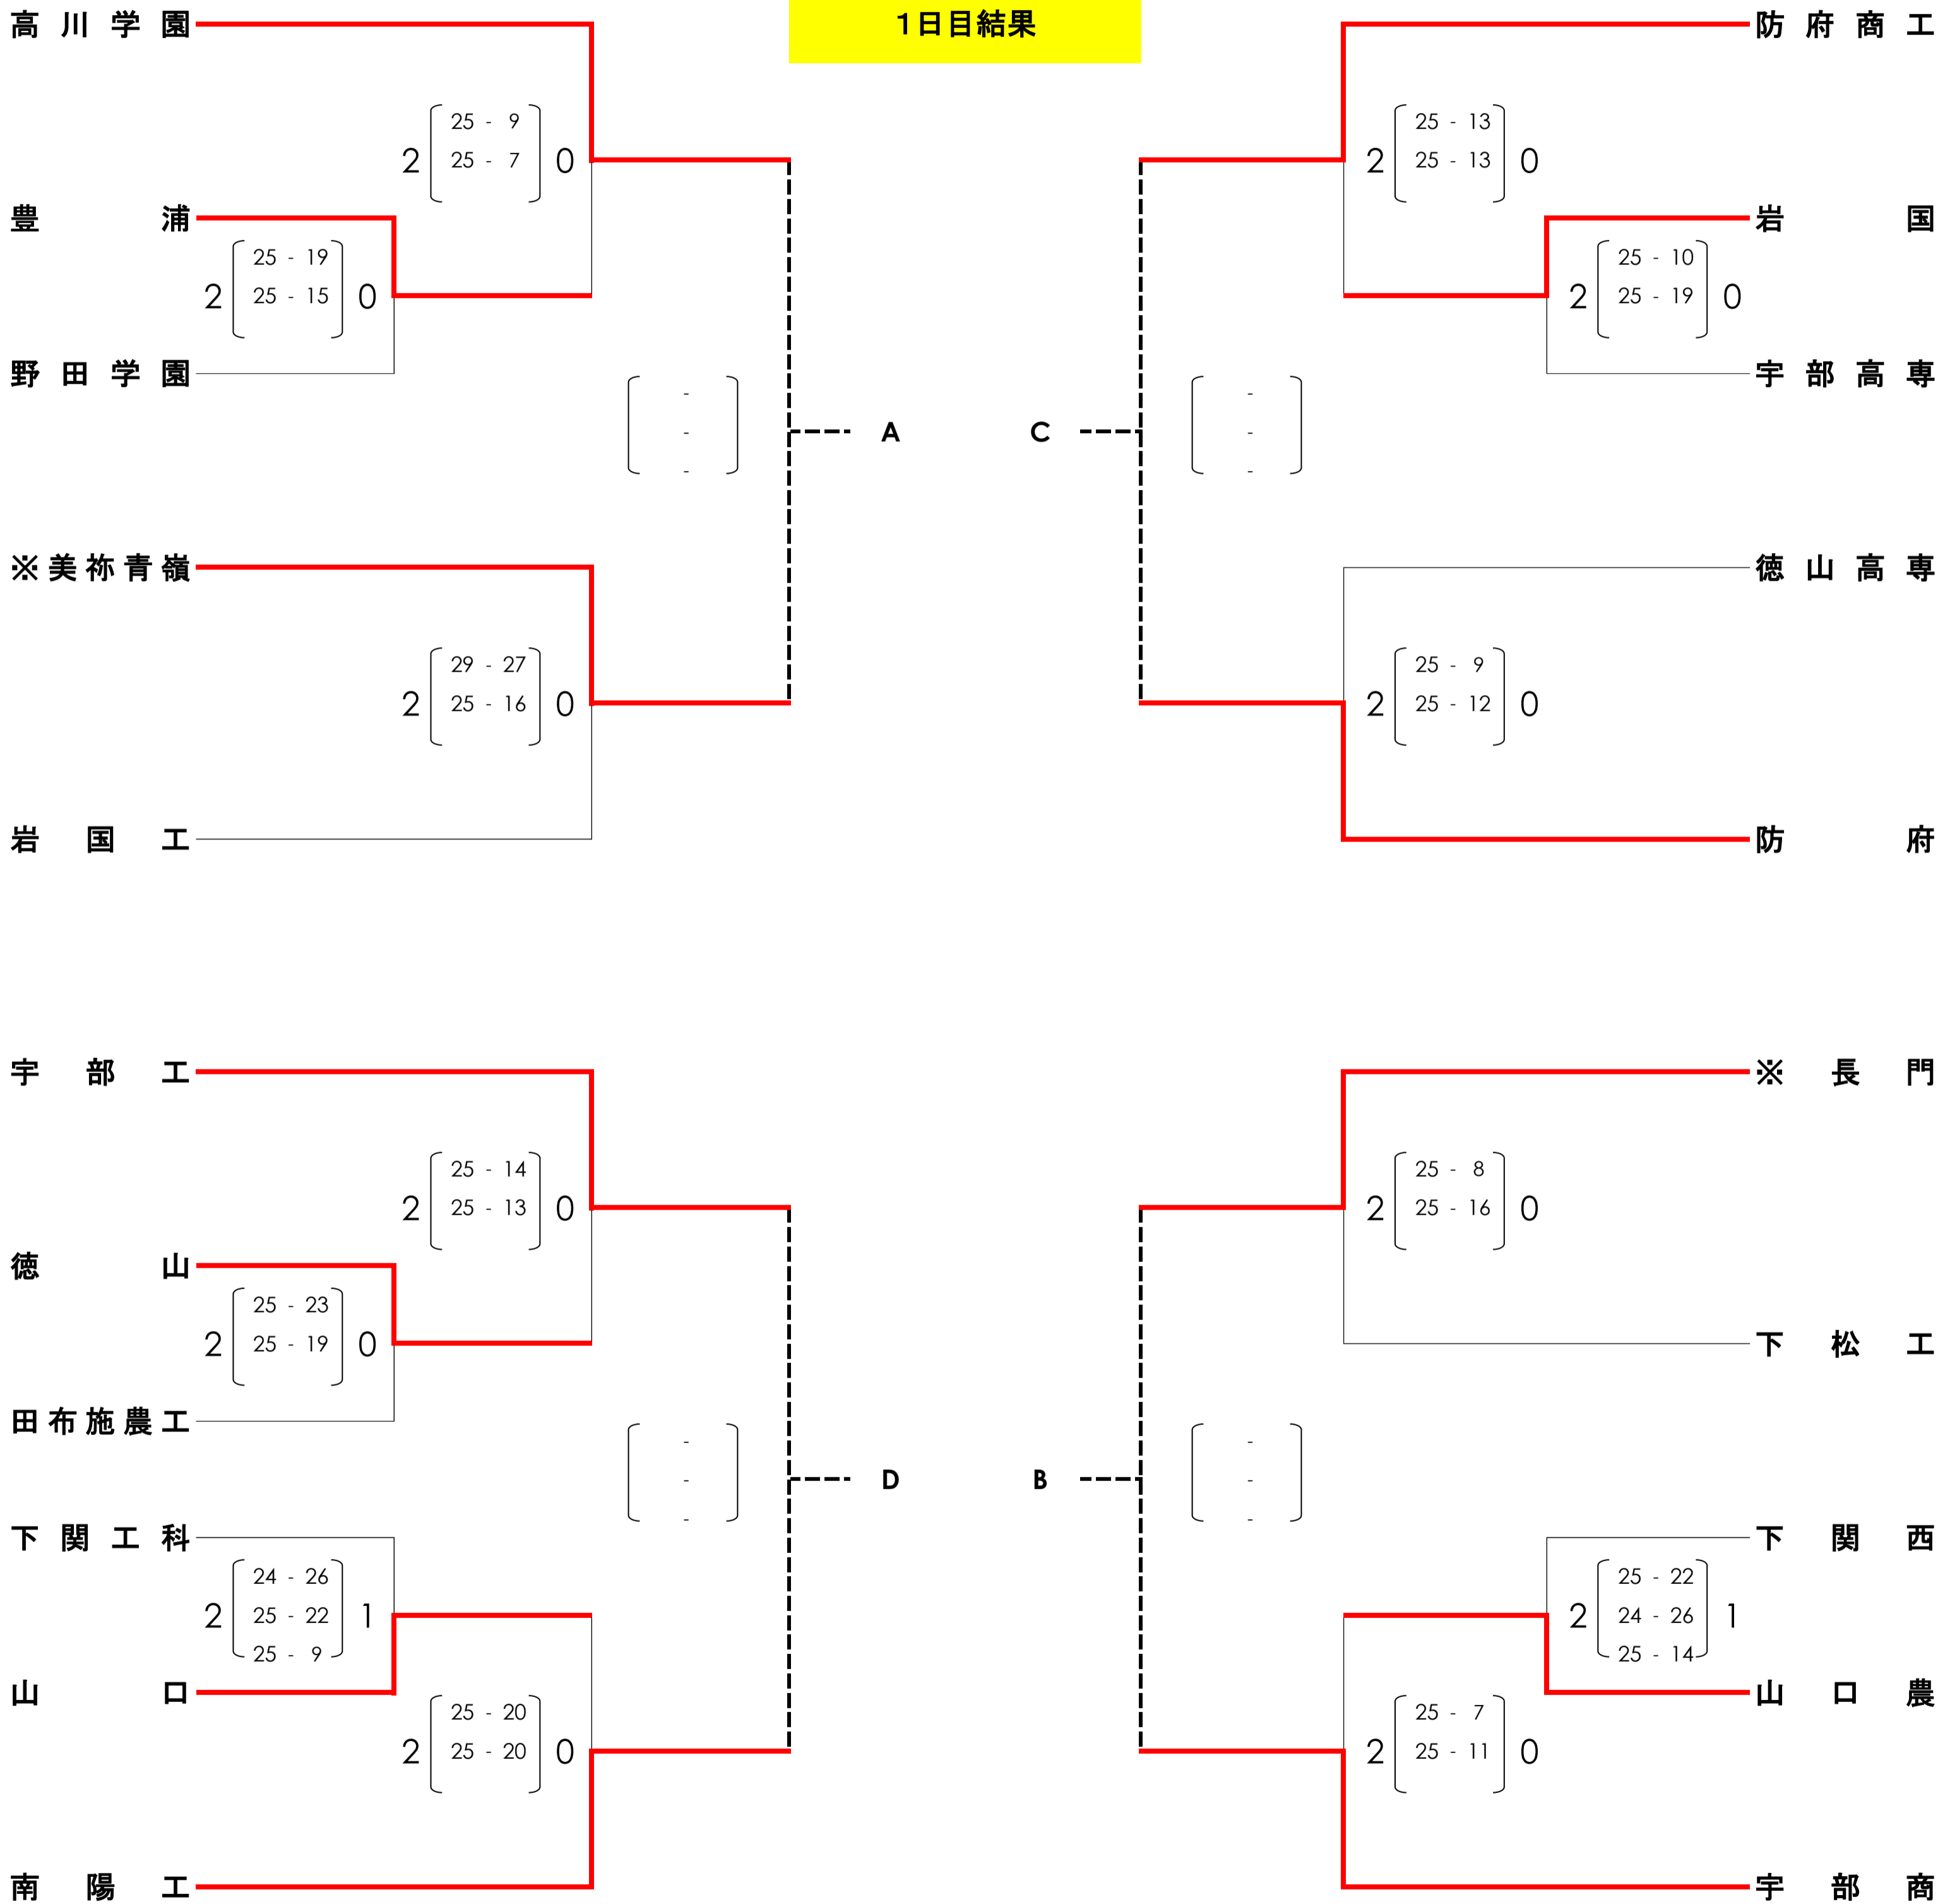 1日目結果
高川学園
2 25 - 9 0
25 - 7
豊浦
2 25 - 19 0
25 - 15
野田学園
- 
- 
- 
A
※美祢青嶺
2 29 - 27 0
25 - 16
岩国工
防府商工
2 25 - 13 0
25 - 13
岩国
2 25 - 10 0
25 - 19
宇部高専
- 
- 
- 
C
徳山高専
2 25 - 9 0
25 - 12
防府
宇部工
2 25 - 14 0
25 - 13
徳山
2 25 - 23 0
25 - 19
田布施農工
- 
- 
- 
D
下関工科
24 - 26
2 25 - 22 1
25 - 9
山口
2 25 - 20 0
25 - 20
南陽工
※長門
2 25 - 8 0
25 - 16
下松工
- 
- 
- 
B
下関西
25 - 22
2 24 - 26 1
25 - 14
山口農
2 25 - 7 0
25 - 11
宇部商